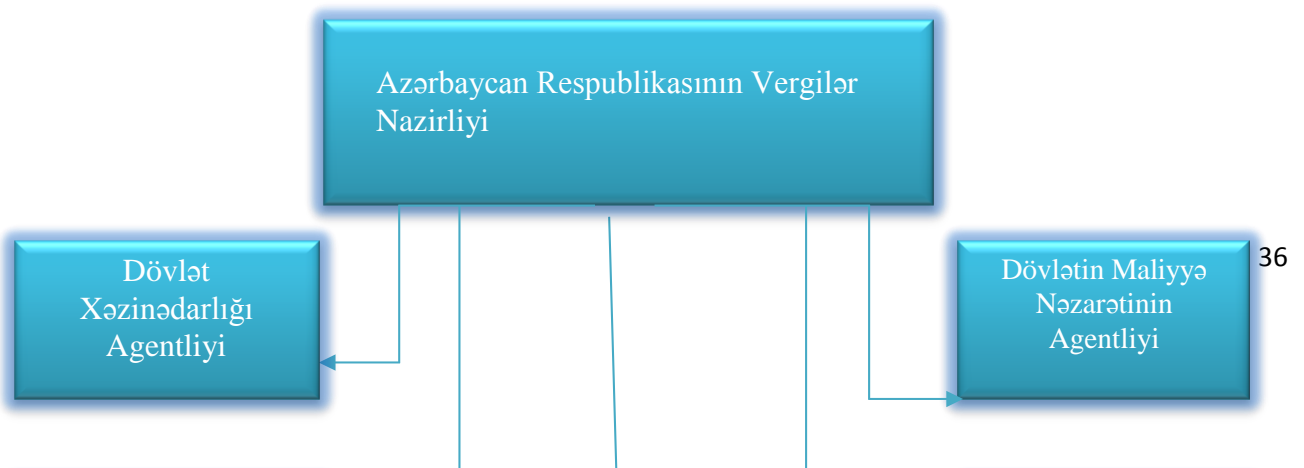 Azərbaycan Respublikasının Vergilər
Nazirliyi
Dövlət
Xəzinədarlığı
Agentliyi
Dövlətin Maliyyə
Nəzarətinin
Agentliyi
36